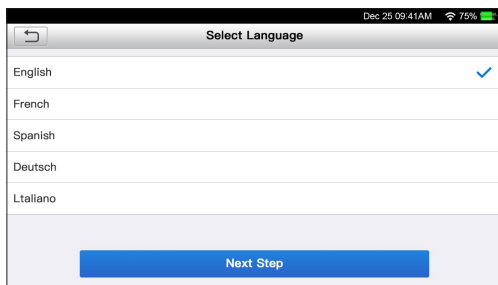 Dec 25 09:41AM 75%
Select Language
English
French
Spanish
Deutsch
Ltaliano
Next Step